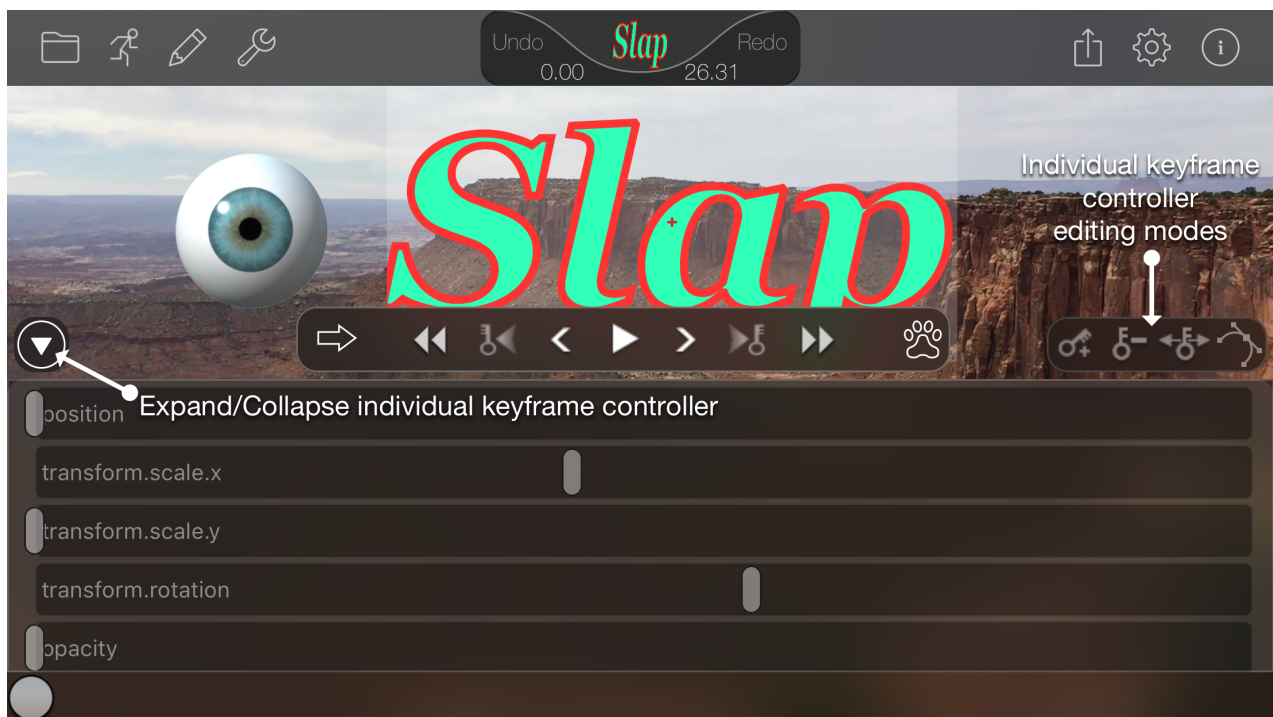 Undo
Slap
Redo
0.00
26.31
Slap
Individual keyframe
controller
editing modes
Expand/Collapse individual keyframe controller
position
transform.scale.x
transform.scale.y
transform.rotation
opacity